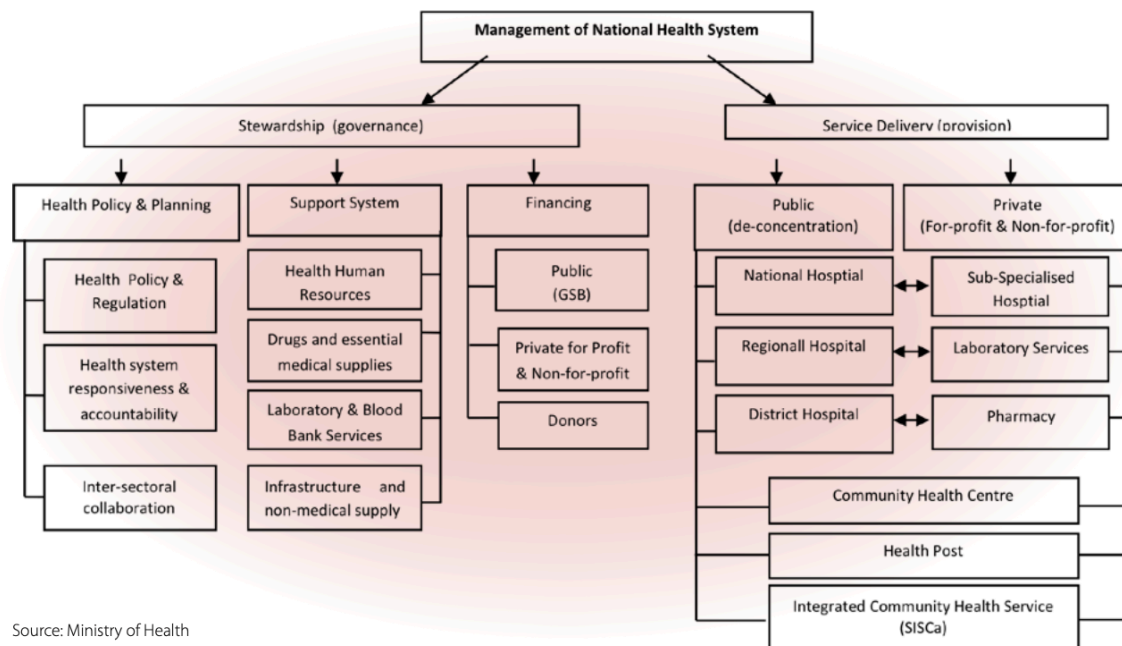 Management of National Health System
Stewardship (governance)
Service Delivery (provision)
Health Policy & Planning
Support System
Financing
Public
(de-concentration)
Private
(For-profit & Non-for-profit)
Health Policy &
Regulation
Health system
responsiveness &
accountability
Inter-sectoral
collaboration
Health Human
Resources
Drugs and essential
medical supplies
Laboratory & Blood
Bank Services
Infrastructure and
non-medical supply
Public
(GSB)
Private for Profit
& Non-for-profit
Donors
National Hosptial
Regionall Hospital
District Hospital
Sub-Specialised
Hosptial
Laboratory Services
Pharmacy
Community Health Centre
Health Post
Integrated Community Health Service
(SISCa)
Source: Ministry of Health